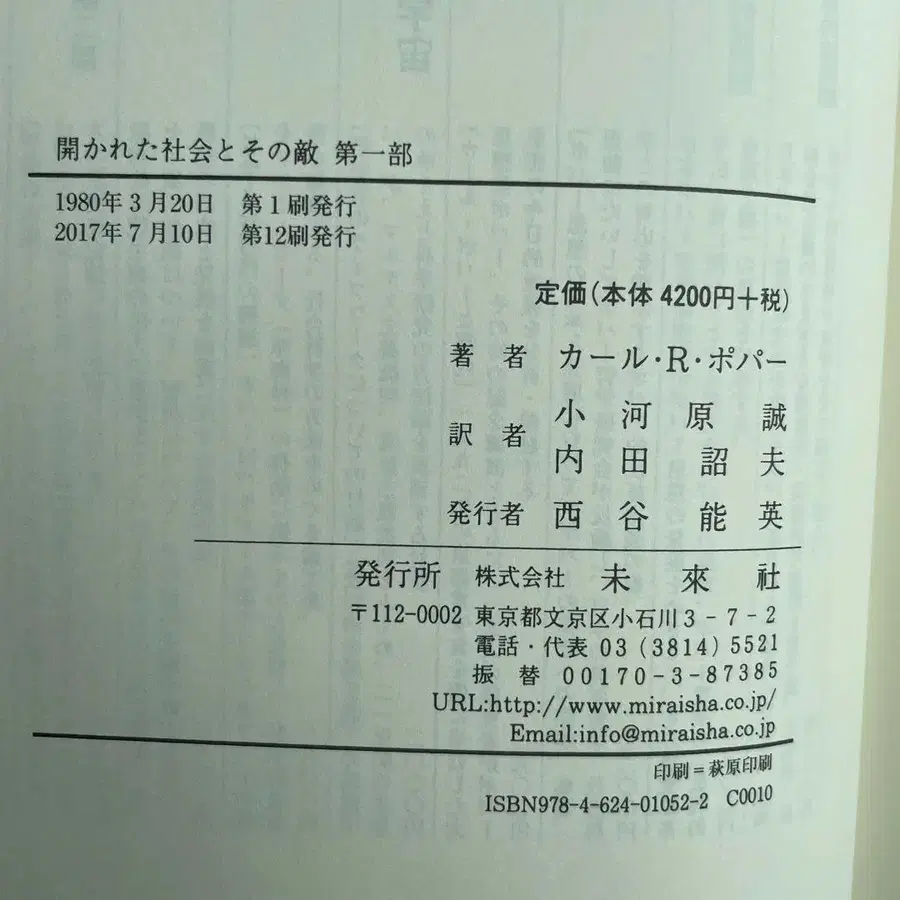 開かれた社会とその敵 第一部
1980年3月20日 第1刷発行
2017年7月10日 第12刷発行
定価(本体 4200円+税)
著者 カール・R・ポパー
訳者 小河原誠
内田詔夫
発行者 西谷能英
発行所 株式会社 未來社
〒112-0002 東京都文京区小石川3-7-2
電話・代表 03 (3814) 5521
振替 00170-3-87385
URL:http://www.miraisha.co.jp/
Email:info@miraisha.co.jp
印刷=萩原印刷
ISBN978-4-624-01052-2 C0010